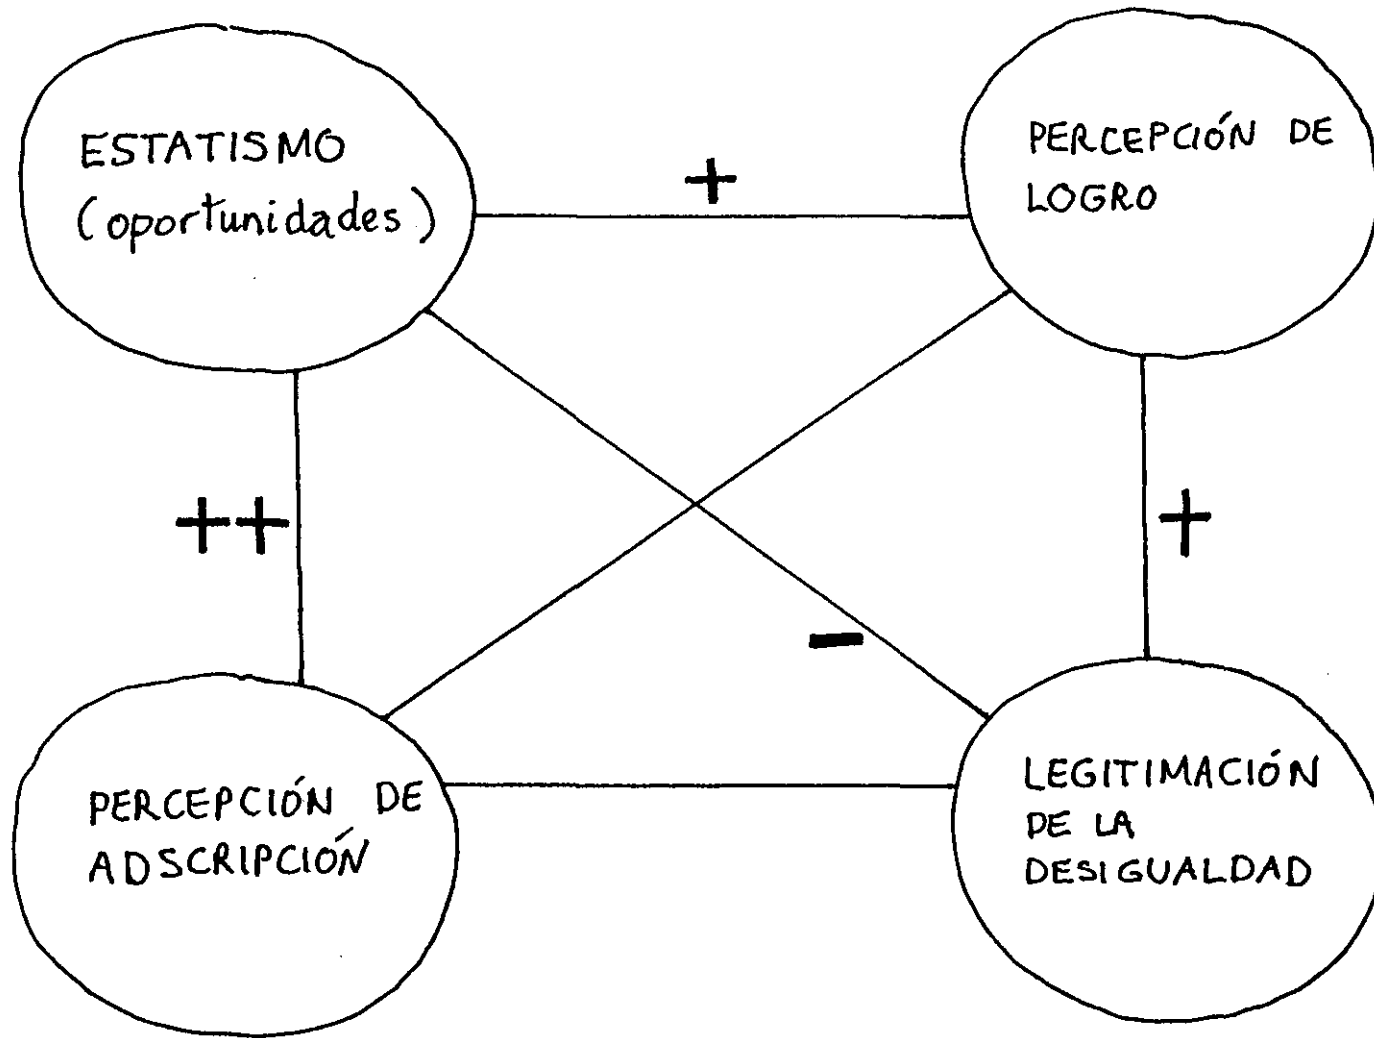 ESTATISMO
(oportunidades)
+
PERCEPCIÓN DE
LOGRO
++
+
-
PERCEPCIÓN DE
ADSCRIPCIÓN
LEGITIMACIÓN
DE LA
DESIGUALDAD